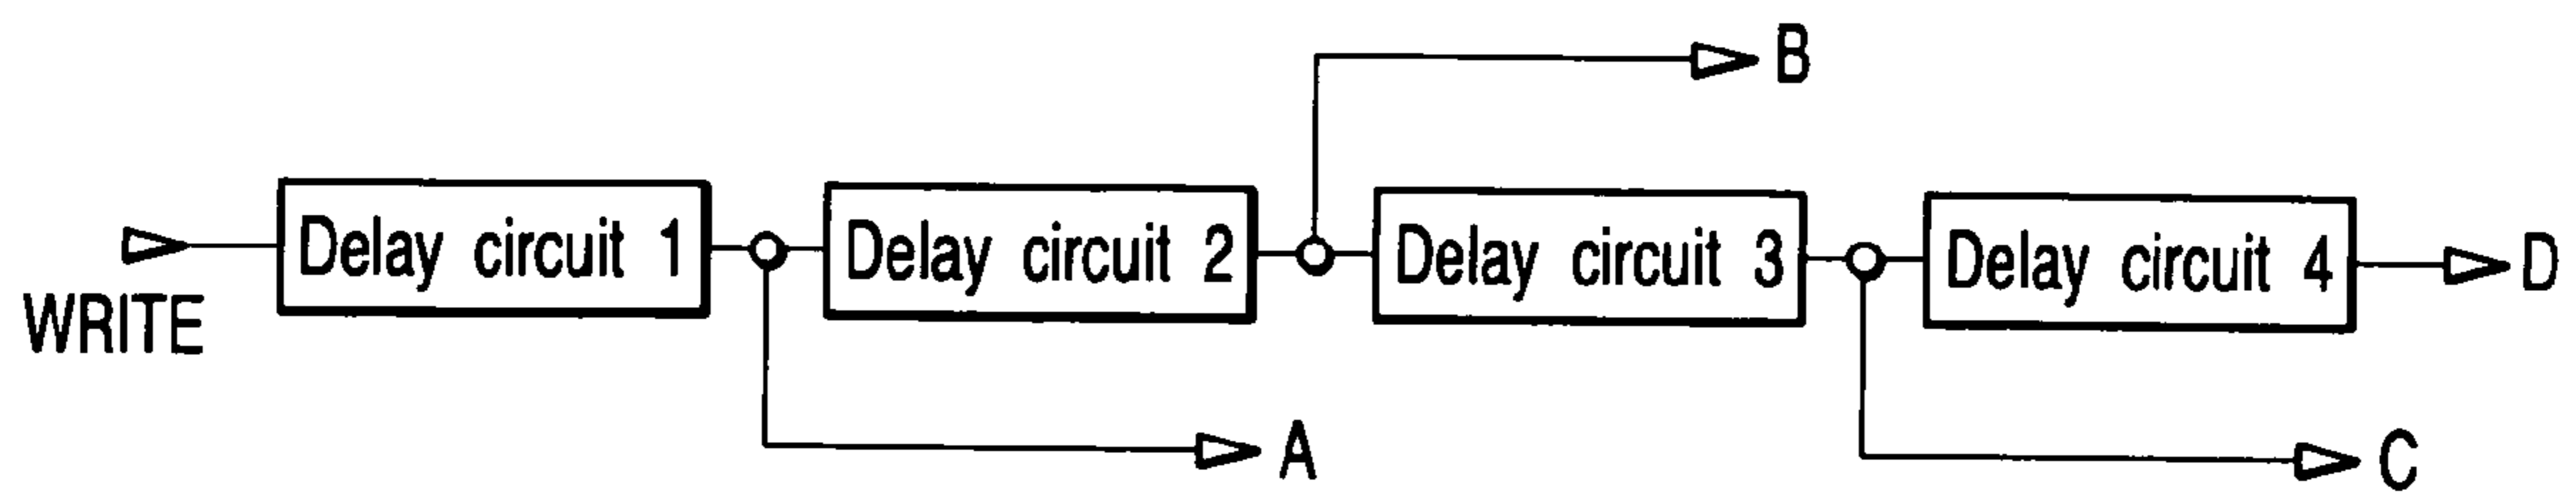 B
Delay circuit 1
Delay circuit 2
Delay circuit 3
Delay circuit 4
D
WRITE
A
C